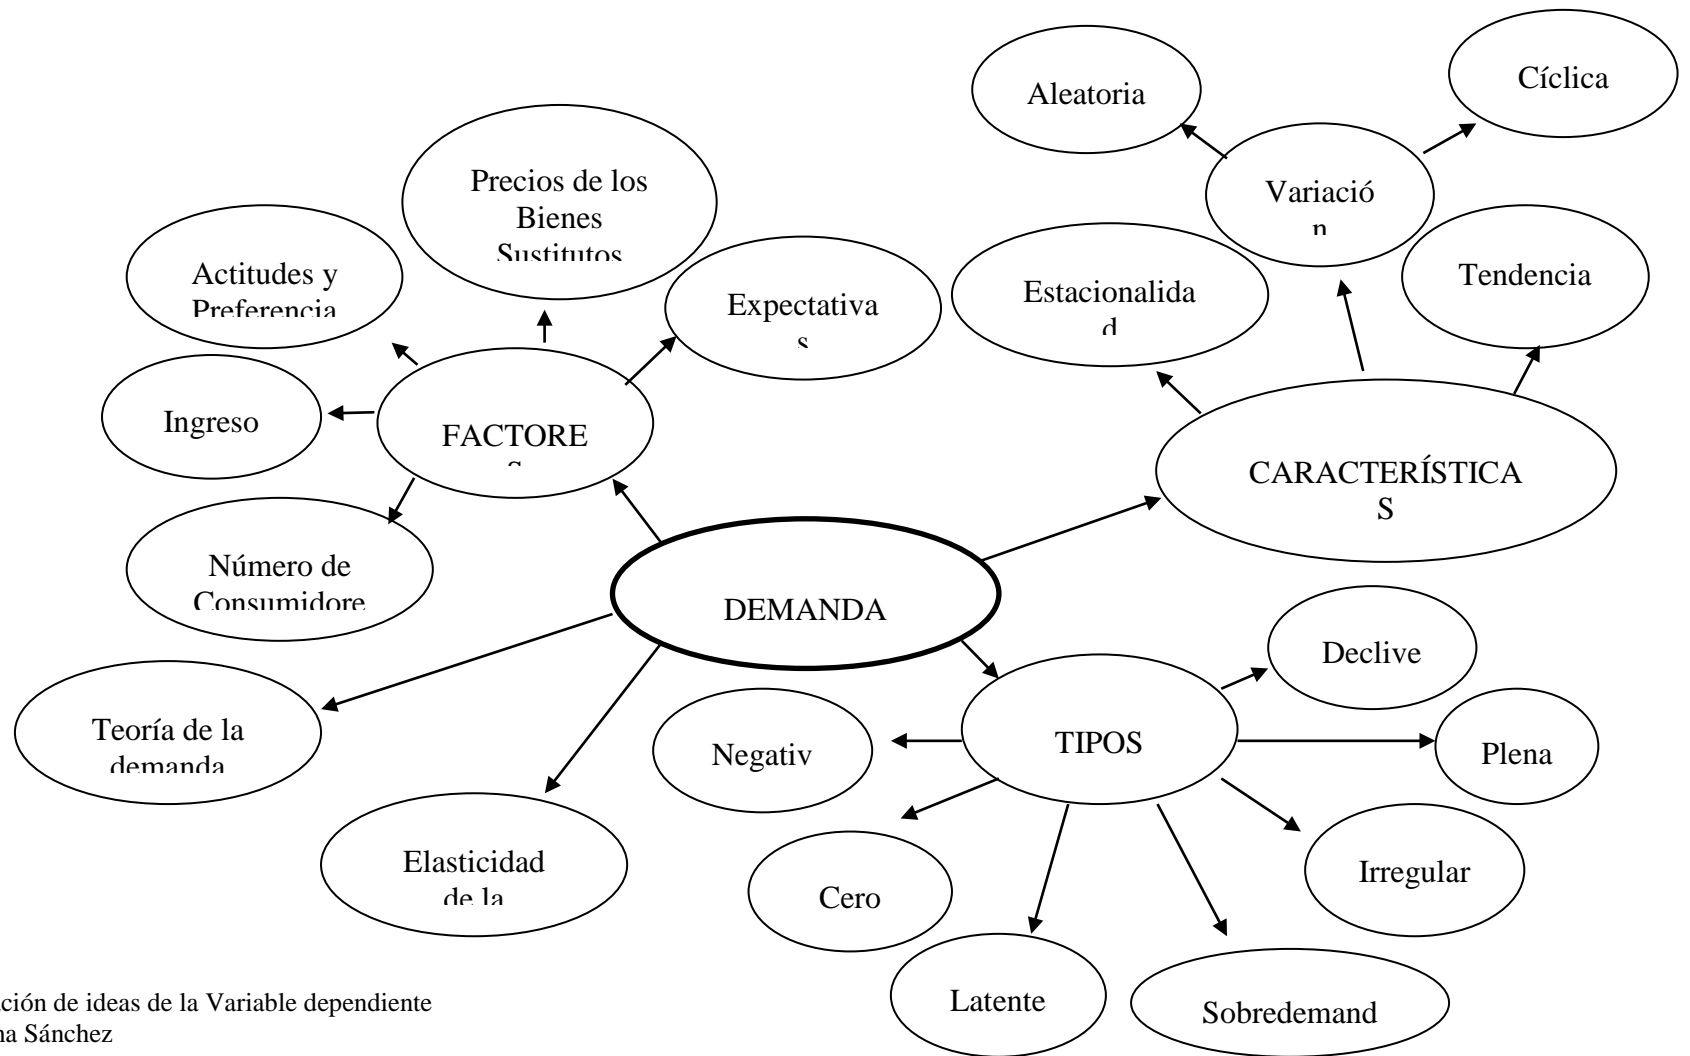 Aleatoria
Cíclica
Variació
n
Precios de los
Bienes
Sustitutos
Actitudes y
Preferencia
Expectativa
s
Estacionalida
d
Tendencia
Ingreso
FACTORE
S
CARACTERÍSTICA
S
Número de
Consumidore
DEMANDA
Declive
Teoría de la
demanda
Negativ
TIPOS
Plena
Elasticidad
de la
Cero
Irregular
Latente
Sobredemand
ción de ideas de la Variable dependiente
na Sánchez